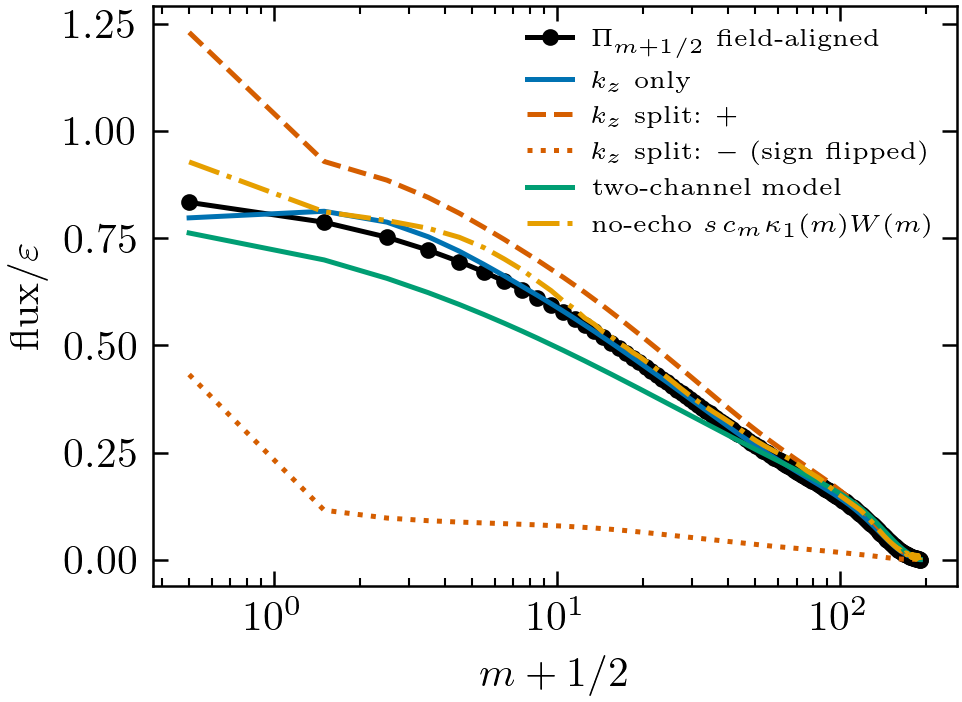 flux/ε
1.25
1.00
0.75
0.50
0.25
0.00
Π_{m+1/2} field-aligned
k_z only
k_z split: +
k_z split: − (sign flipped)
two-channel model
no-echo s c_m κ_1(m)W(m)
10^0 10^1 10^2
m + 1/2